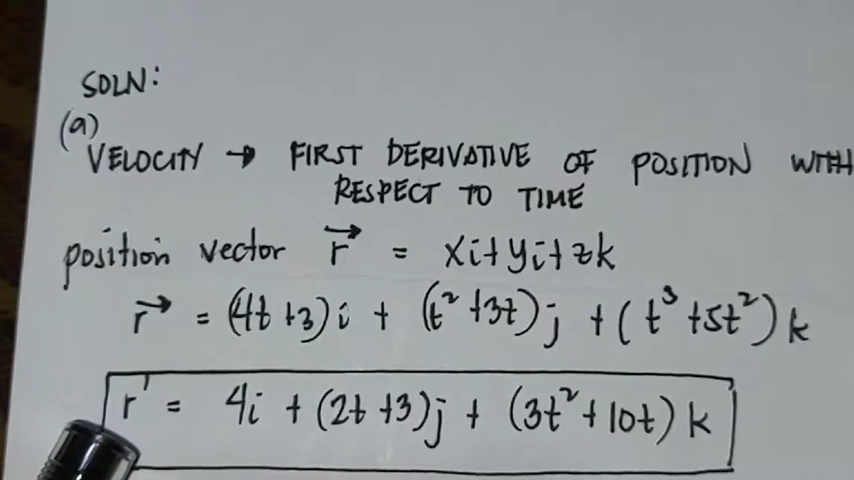 SOLN:
(a)
VELOCITY → FIRST DERIVATIVE OF POSITION WITH
RESPECT TO TIME
position vector r⃗ = xi+yi+zk
r⃗ = (4t+3)i + (t²+3t)j + (t³+5t²)k
r' = 4i + (2t+3)j + (3t²+10t)k